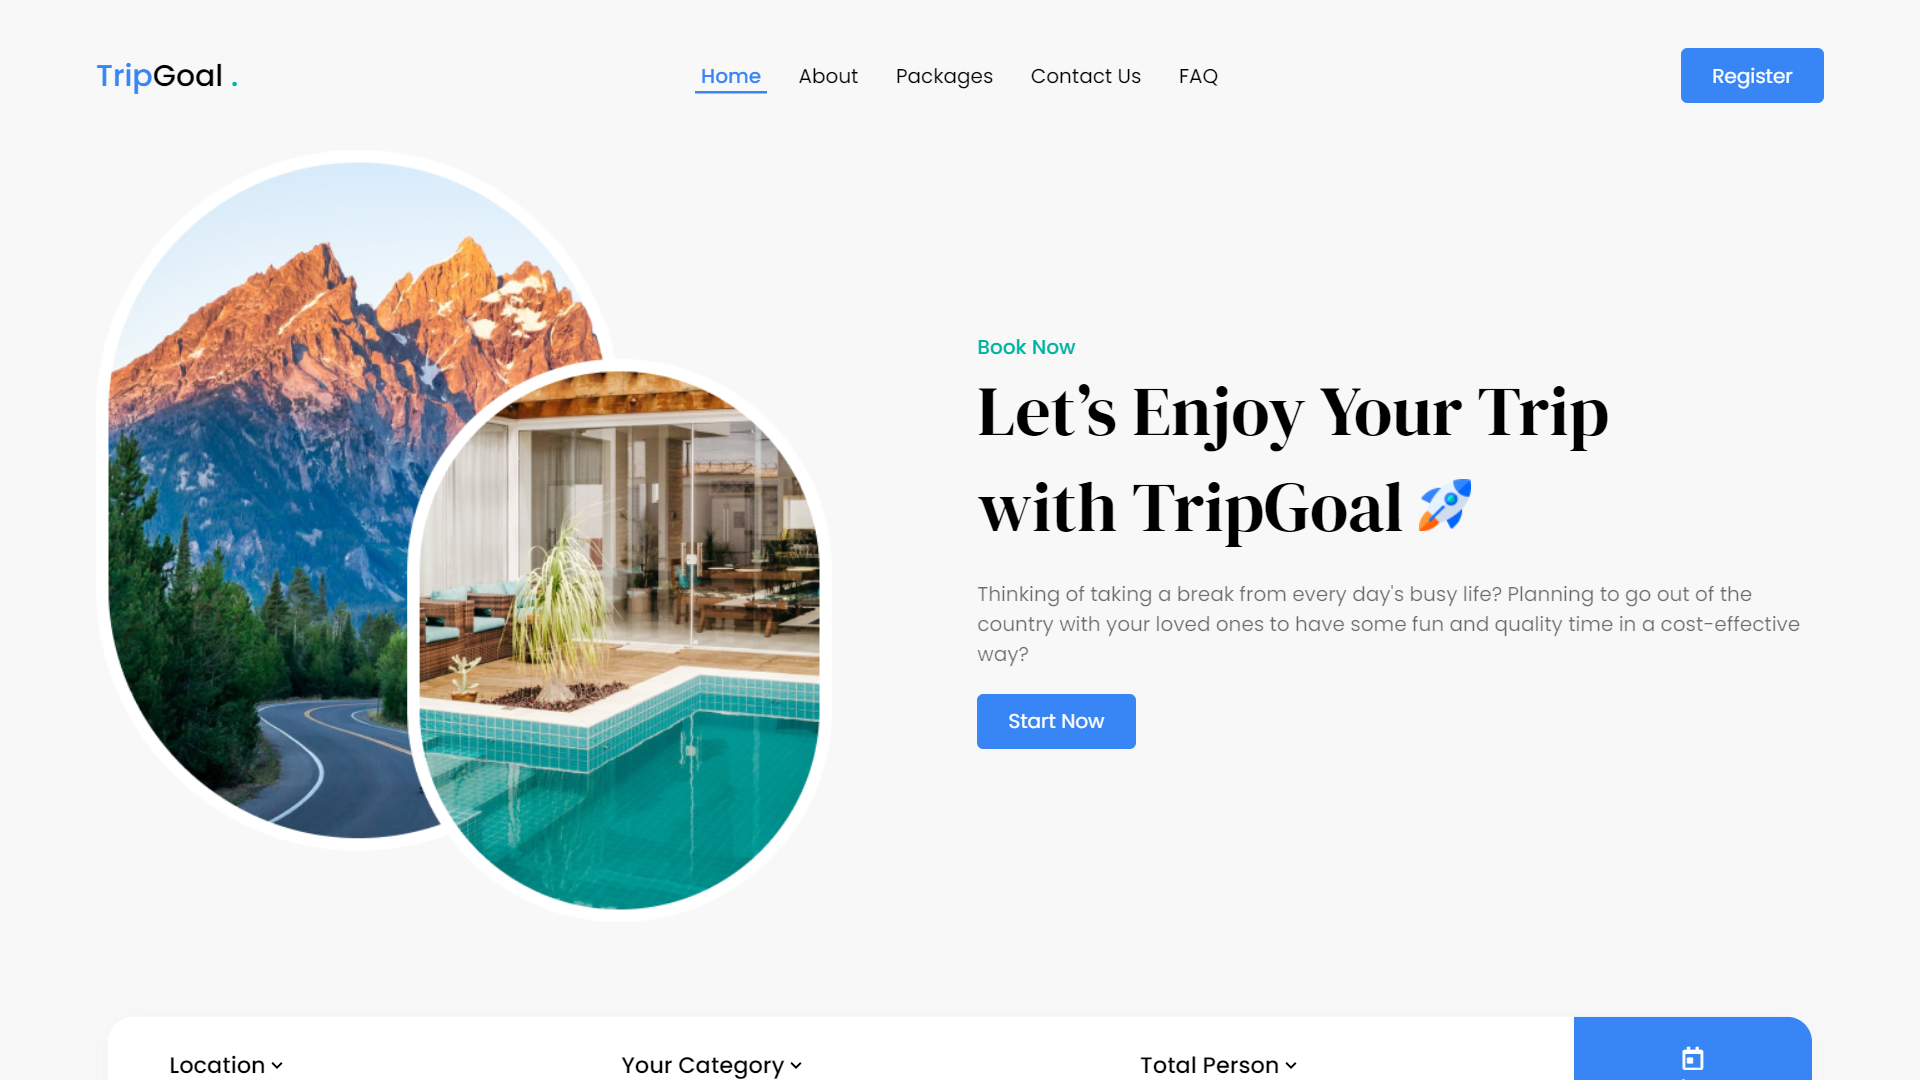 TripGoal .
Home
About
Packages
Contact Us
FAQ
Register
Book Now
Let’s Enjoy Your Trip
with TripGoal 🚀
Thinking of taking a break from every day's busy life? Planning to go out of the
country with your loved ones to have some fun and quality time in a cost-effective
way?
Start Now
Location
Your Category
Total Person